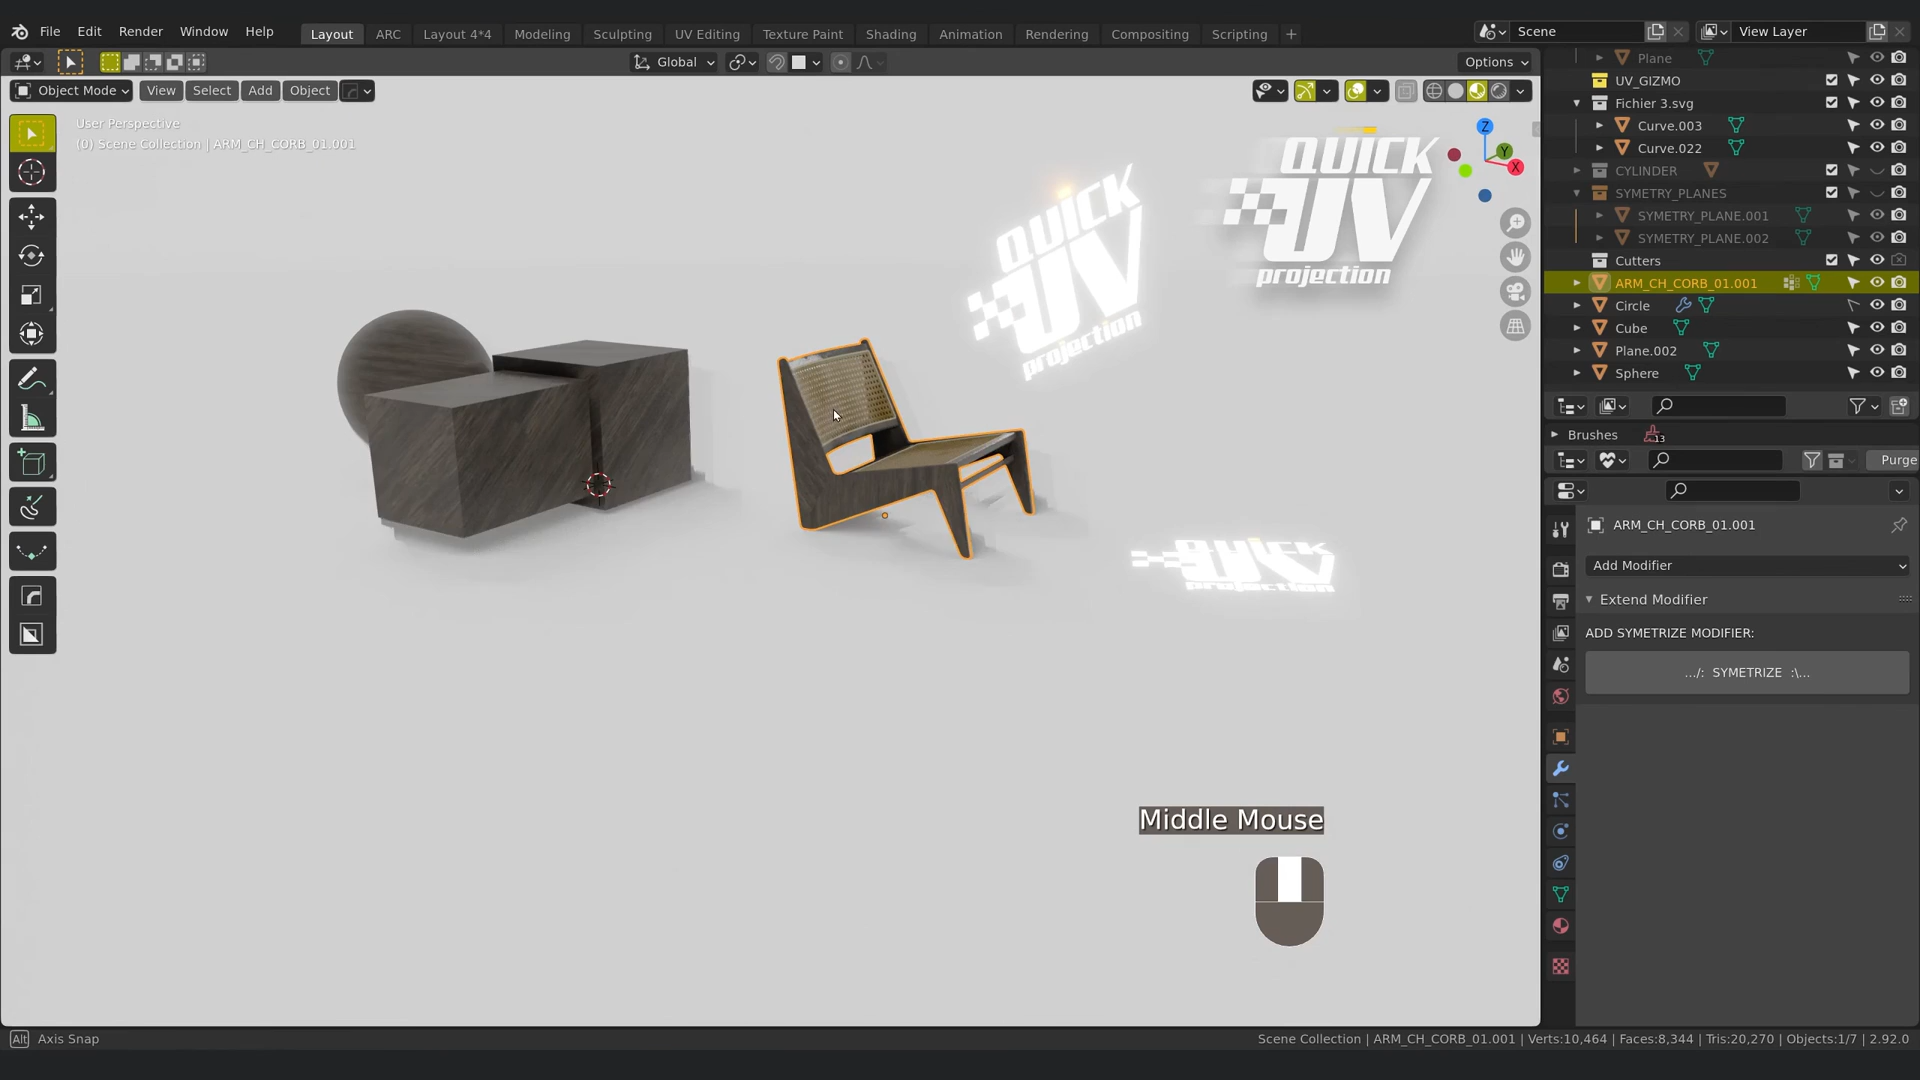 File Edit Render Window Help Layout ARC Layout 4*4 Modeling Sculpting UV Editing Texture Paint Shading Animation Rendering Compositing Scripting + Scene View Layer
Global Options
Object Mode View Select Add Object
User Perspective
(0) Scene Collection | ARM_CH_CORB_01.001
Z
Y
X
QUICK
UV
projection
QUICK
UV
projection
QUICK
UV
projection
Plane
UV_GIZMO
Fichier 3.svg
Curve.003
Curve.022
CYLINDER
SYMETRY_PLANES
SYMETRY_PLANE.001
SYMETRY_PLANE.002
Cutters
ARM_CH_CORB_01.001
Circle
Cube
Plane.002
Sphere
Brushes 13
Purge
ARM_CH_CORB_01.001
Add Modifier
Extend Modifier
ADD SYMETRIZE MODIFIER:
.../: SYMETRIZE :\...
Middle Mouse
Alt Axis Snap
Scene Collection | ARM_CH_CORB_01.001 | Verts:10,464 | Faces:8,344 | Tris:20,270 | Objects:1/7 | 2.92.0